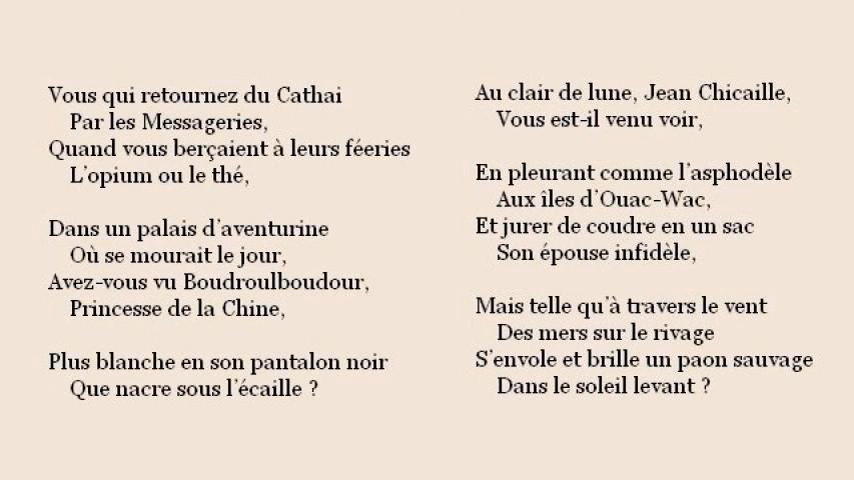 Vous qui retournez du Cathai
Par les Messageries,
Quand vous berçaient à leurs féeries
L'opium ou le thé,
Dans un palais d'aventurine
Où se mourait le jour,
Avez-vous vu Boudroulboudour,
Princesse de la Chine,
Plus blanche en son pantalon noir
Que nacre sous l'écaille ?
Au clair de lune, Jean Chicaille,
Vous est-il venu voir,
En pleurant comme l'asphodèle
Aux îles d'Ouac-Wac,
Et jurer de coudre en un sac
Son épouse infidèle,
Mais telle qu'à travers le vent
Des mers sur le rivage
S'envole et brille un paon sauvage
Dans le soleil levant ?